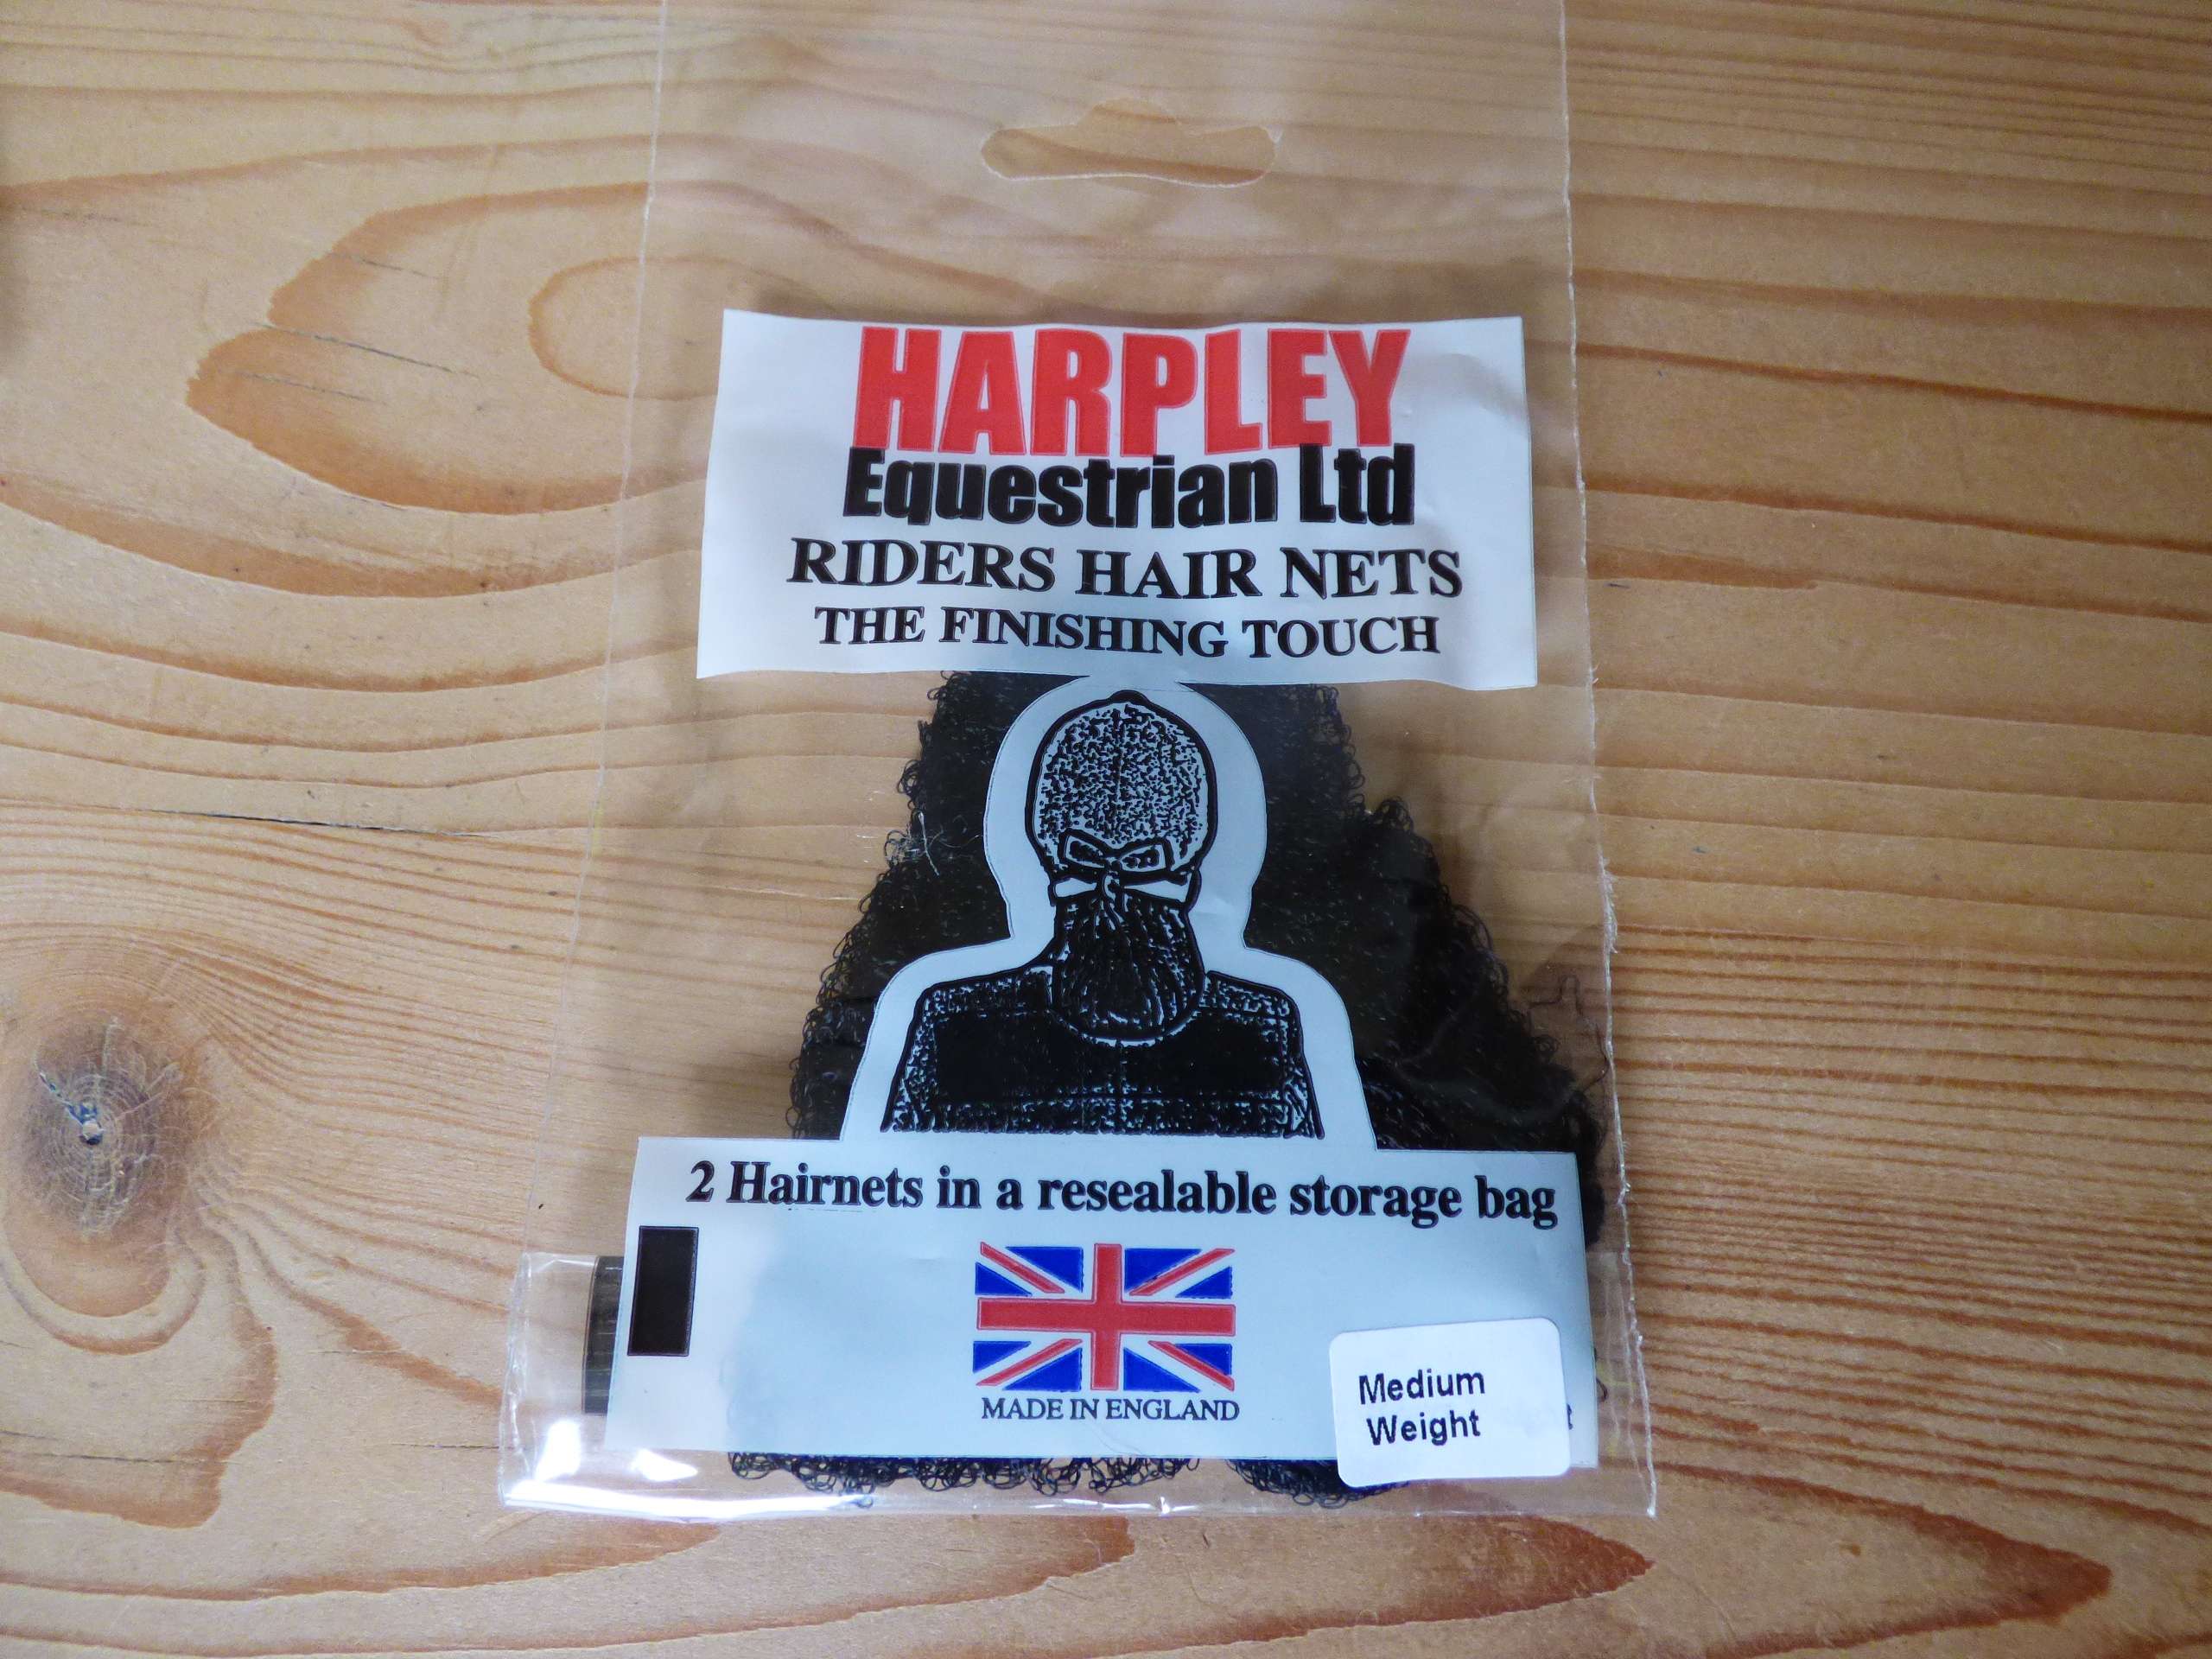 HARPLEY
Equestrian Ltd
RIDERS HAIR NETS
THE FINISHING TOUCH
2 Hairnets in a resealable storage bag
MADE IN ENGLAND
Medium
Weight